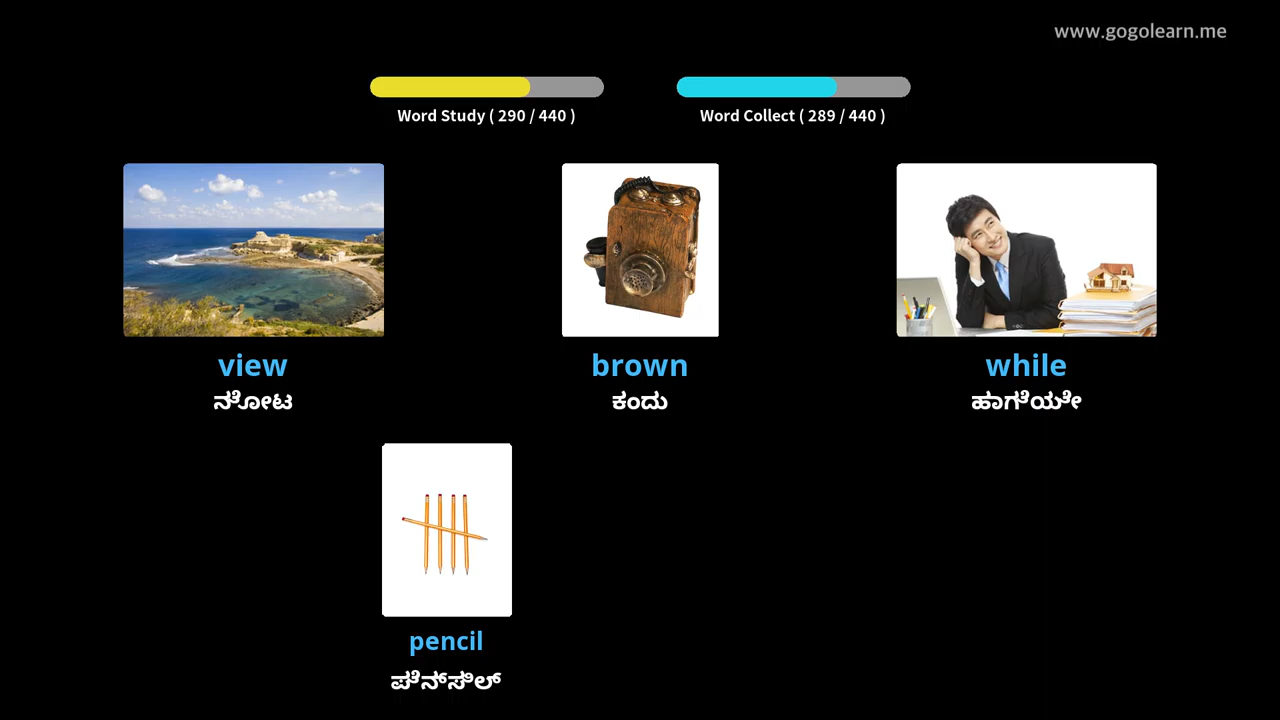 www.gogolearn.me
Word Study ( 290 / 440 )
Word Collect ( 289 / 440 )
view
brown
while
ನೋಟ
ಕಂದು
ಹಾಗೆಯೇ
pencil
ಪೆನ್ಸಿಲ್